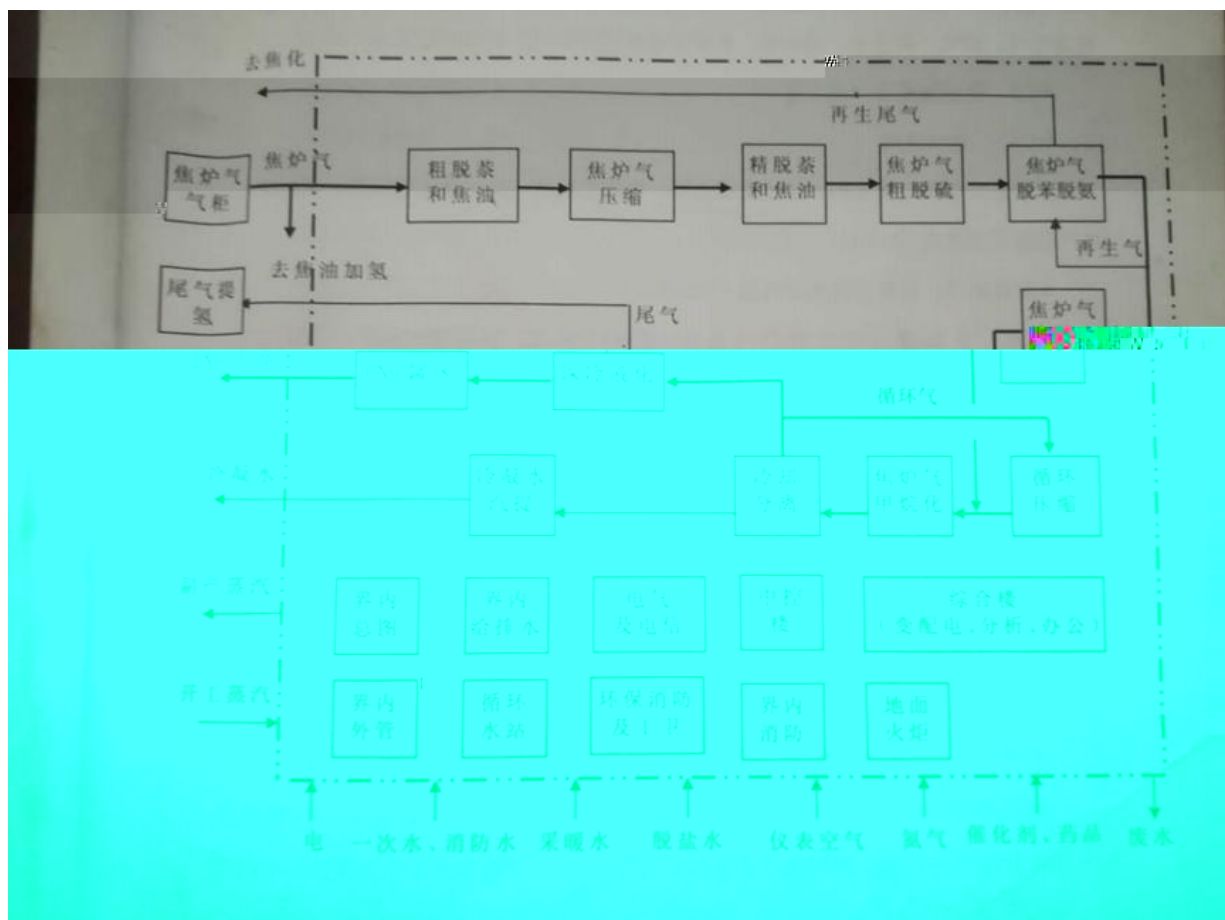 去焦化
再生尾气
焦炉气
焦炉气
气柜
粗脱萘
和焦油
焦炉气
压缩
精脱萘
和焦油
焦炉气
粗脱硫
焦炉气
脱苯脱氨
再生气
去焦油加氢
尾气提
氢
尾气
焦炉气
循环气
冷凝水
冷凝水
汽提
冷却
分离
焦炉气
甲烷化
循环
压缩
副产蒸汽
界内
总图
界内
给排水
电气
及电信
中控
楼
综合楼
(变配电、分析、办公)
开工蒸汽
界内
外管
循环
水站
环保消防
及工卫
界内
消防
地面
火炬
电
一次水、消防水
采暖水
脱盐水
仪表空气
氮气
催化剂、药品
废水